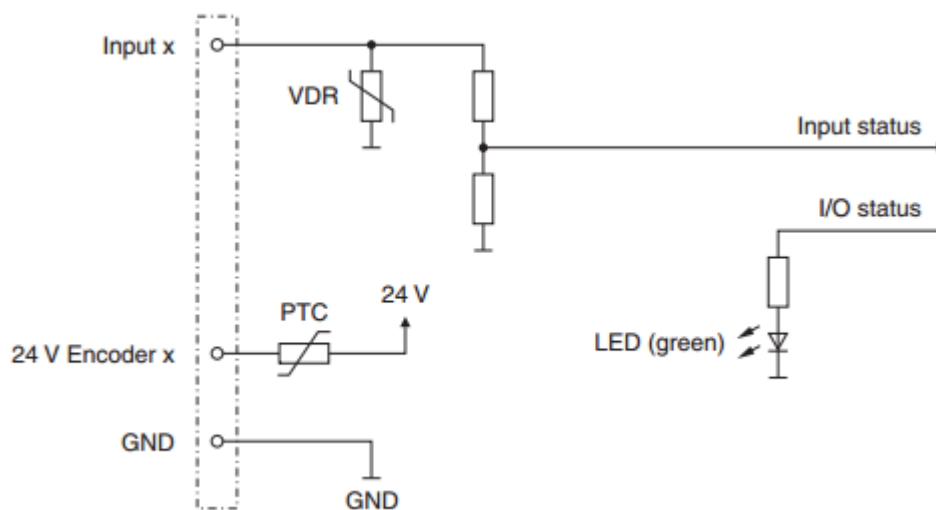 Input x
VDR
Input status
I/O status
24 V
PTC
LED (green)
24 V Encoder x
GND
GND